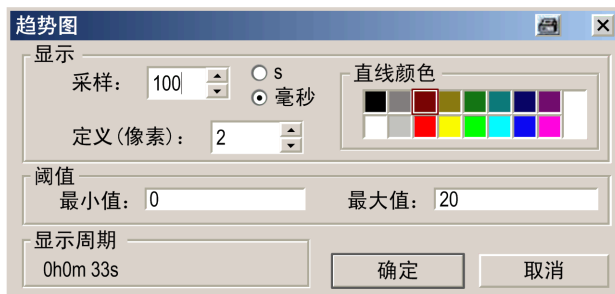 趋势图
显示
采样： 100 s
毫秒
直线颜色
定义(像素)： 2
阈值
最小值： 0 最大值： 20
显示周期
0h0m 33s
确定 取消